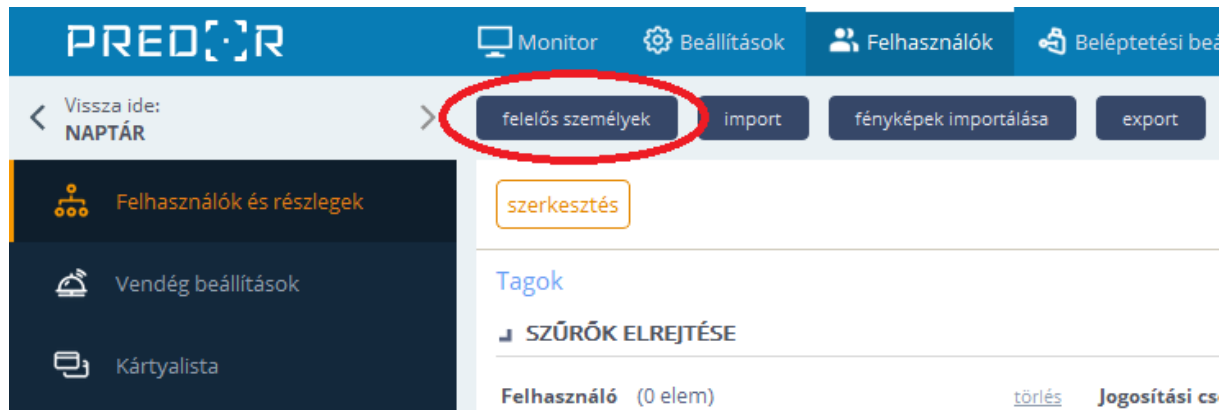 PRED[·]R
Monitor
Beállítások
Felhasználók
Beléptetési beá
Vissza ide:
NAPTÁR
felelős személyek
import
fényképek importálása
export
Felhasználók és részlegek
szerkesztés
Vendég beállítások
Tagok
SZŰRŐK ELREJTÉSE
Kártyalista
Felhasználó (0 elem)
törlés
Jogosítási cs